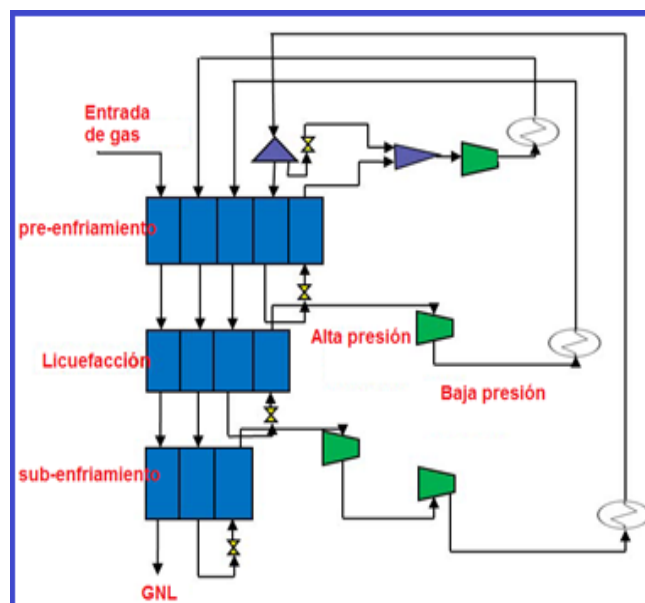 Entrada
de gas
pre-enfriamiento
Licuefacción
Alta presión
Baja presión
sub-enfriamiento
GNL